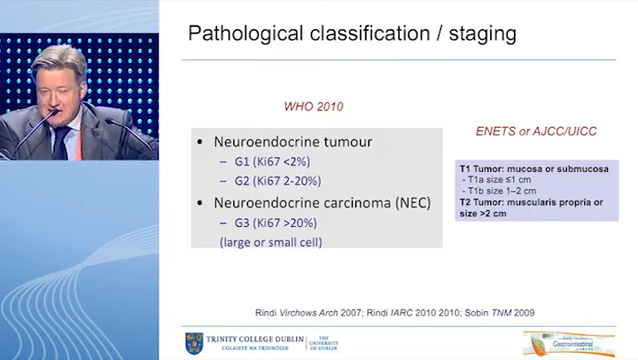 Pathological classification / staging
WHO 2010
• Neuroendocrine tumour
– G1 (Ki67 <2%)
– G2 (Ki67 2-20%)
• Neuroendocrine carcinoma (NEC)
– G3 (Ki67 >20%)
(large or small cell)
ENETS or AJCC/UICC
T1 Tumor: mucosa or submucosa
- T1a size ≤1 cm
- T1b size 1–2 cm
T2 Tumor: muscularis propria or
size >2 cm
Rindi Virchows Arch 2007; Rindi IARC 2010 2010; Sobin TNM 2009
TRINITY COLLEGE DUBLIN
COLÁISTE NA TRÍONÓIDE
THE
UNIVERSITY
OF DUBLIN
Gastrointestinal